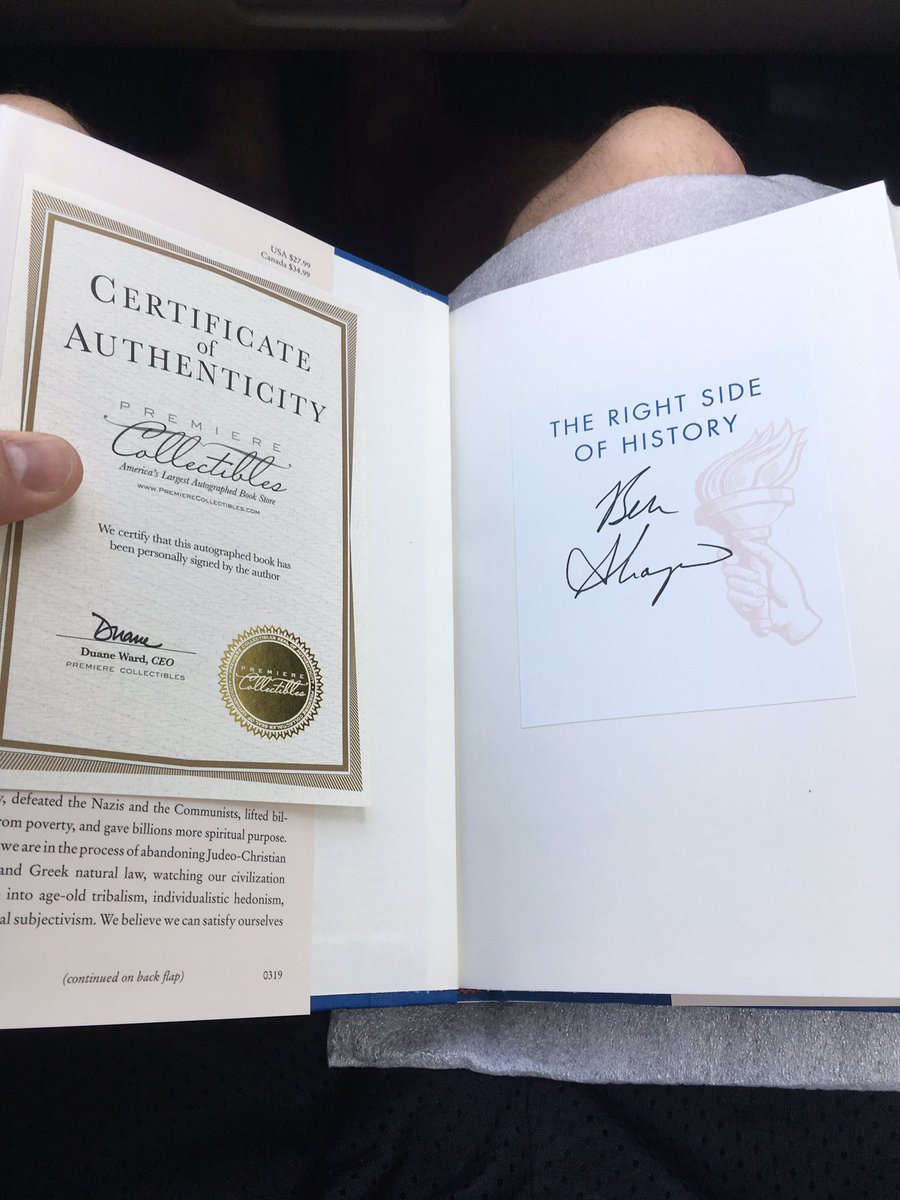 USA $27.99
Canada $34.99
CERTIFICATE
of
AUTHENTICITY
PREMIERE
Collectibles
America's Largest Autographed Book Store
www.PremiereCollectibles.com
We certify that this autographed book has
been personally signed by the author
Duane
Duane Ward, CEO
PREMIERE COLLECTIBLES
PREMIERE
Collectibles
defeated the Nazis and the Communists, lifted bil-
from poverty, and gave billions more spiritual purpose.
we are in the process of abandoning Judeo-Christian
and Greek natural law, watching our civilization
into age-old tribalism, individualistic hedonism,
subjectivism. We believe we can satisfy ourselves
(continued on back flap)
0319
THE RIGHT SIDE
OF HISTORY
Ben
Shapiro